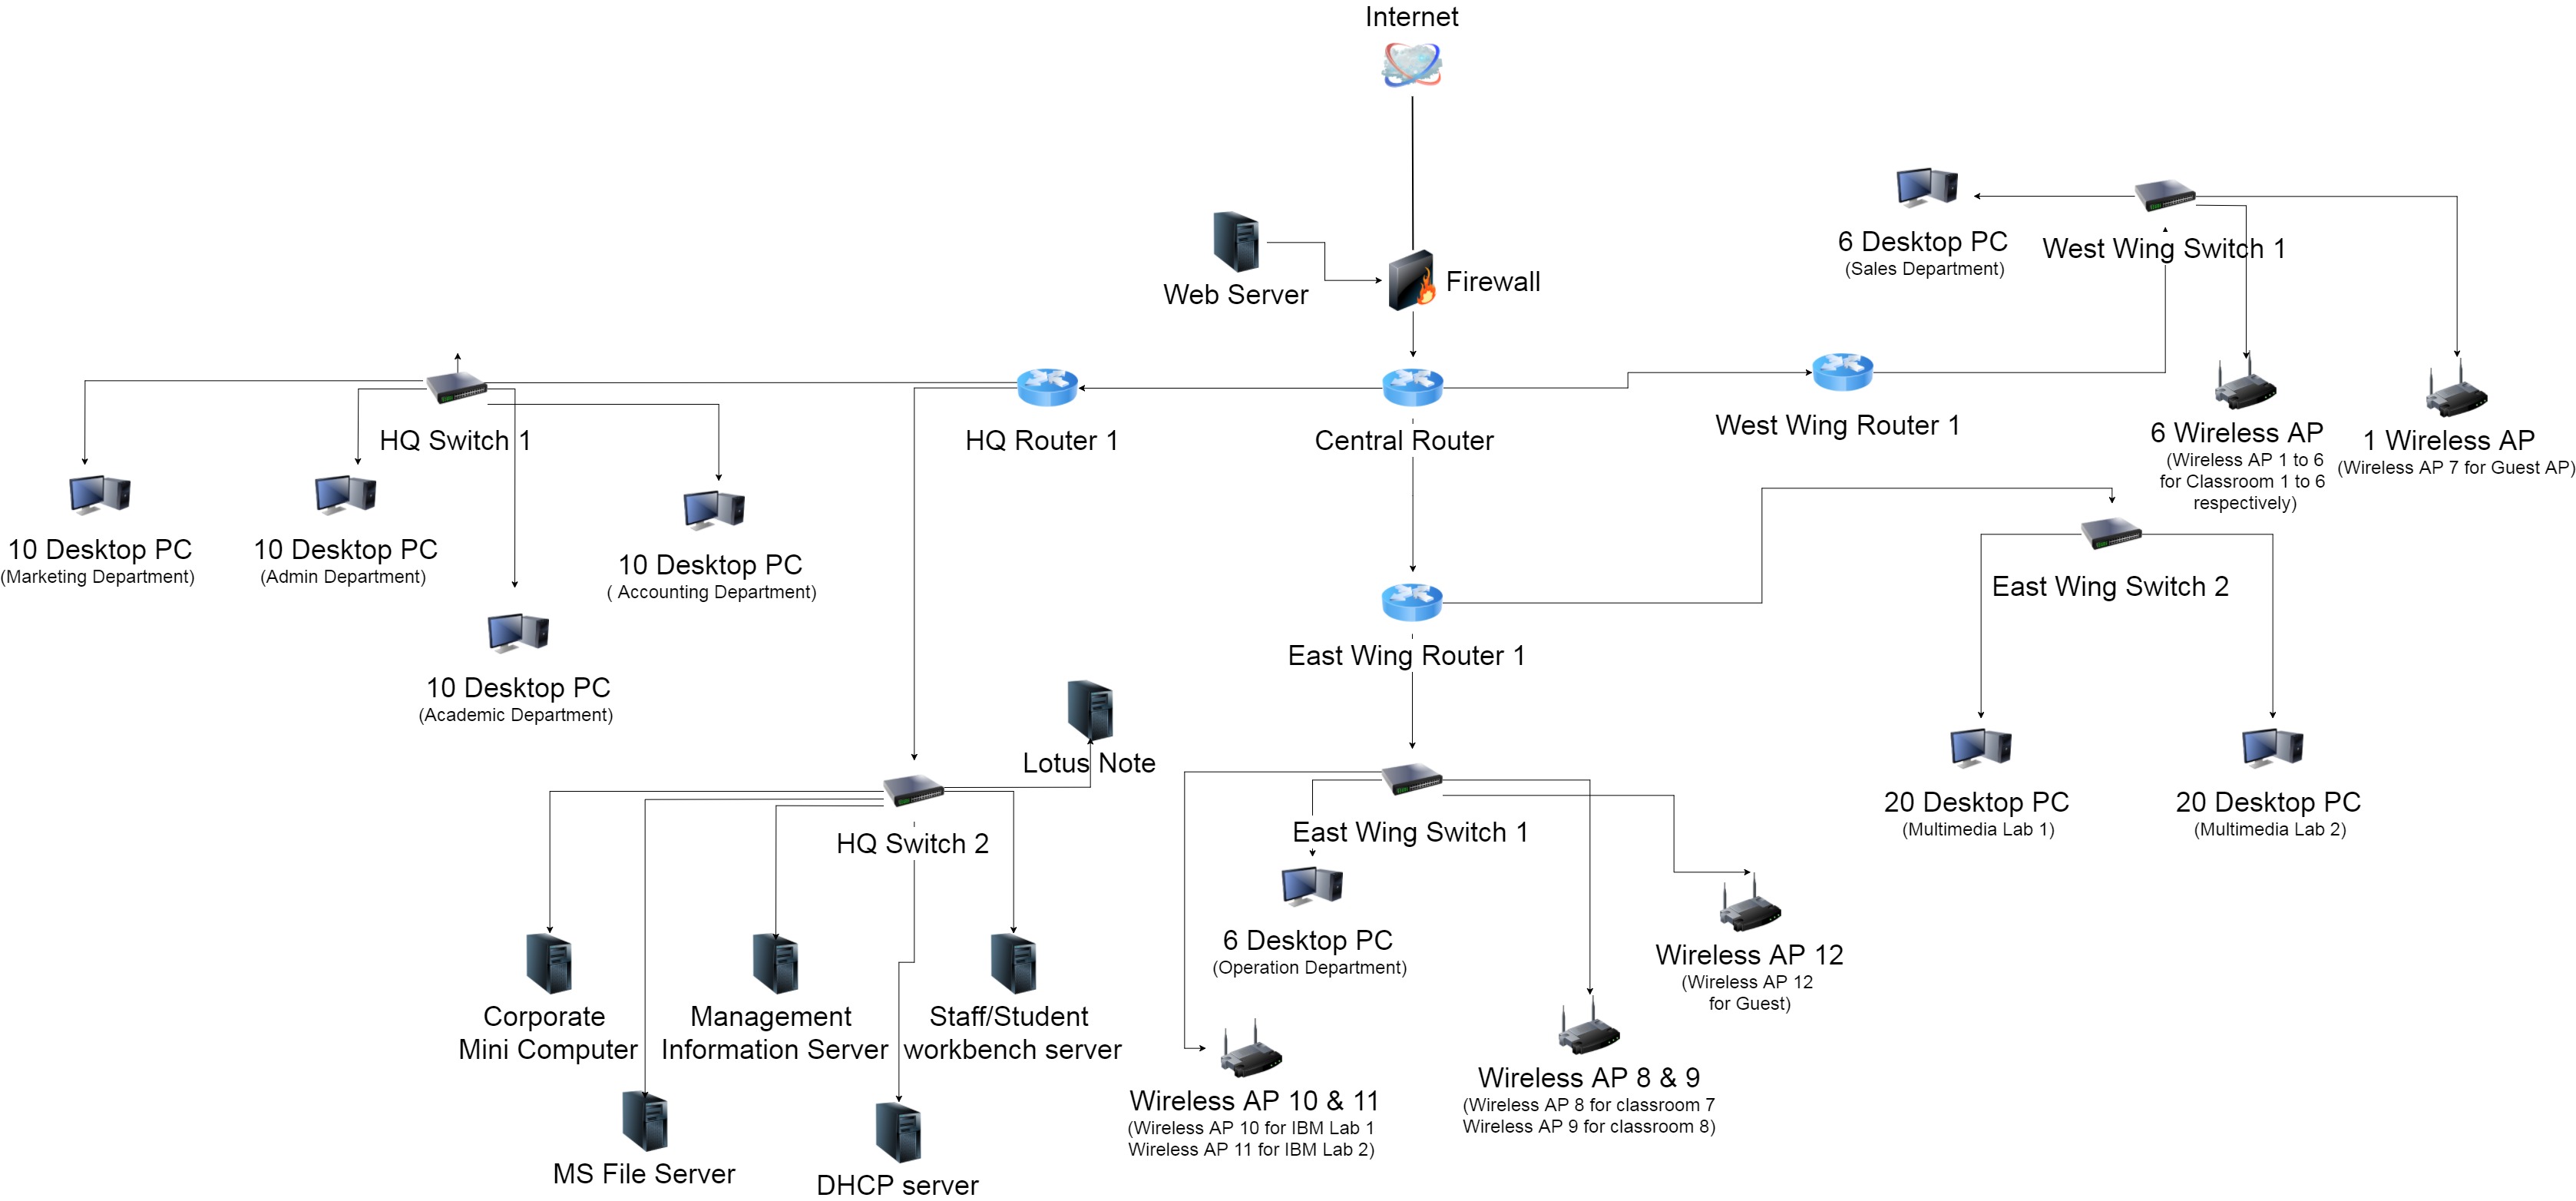 Internet
Web Server
Firewall
6 Desktop PC
(Sales Department)
West Wing Switch 1
HQ Switch 1
HQ Router 1
Central Router
West Wing Router 1
6 Wireless AP
(Wireless AP 1 to 6
for Classroom 1 to 6
respectively)
1 Wireless AP
(Wireless AP 7 for Guest AP)
10 Desktop PC
(Marketing Department)
10 Desktop PC
(Admin Department)
10 Desktop PC
( Accounting Department)
10 Desktop PC
(Academic Department)
East Wing Router 1
East Wing Switch 2
Lotus Note
HQ Switch 2
East Wing Switch 1
20 Desktop PC
(Multimedia Lab 1)
20 Desktop PC
(Multimedia Lab 2)
6 Desktop PC
(Operation Department)
Wireless AP 12
(Wireless AP 12
for Guest)
Corporate
Mini Computer
Management
Information Server
Staff/Student
workbench server
Wireless AP 10 & 11
(Wireless AP 10 for IBM Lab 1
Wireless AP 11 for IBM Lab 2)
Wireless AP 8 & 9
(Wireless AP 8 for classroom 7
Wireless AP 9 for classroom 8)
MS File Server
DHCP server